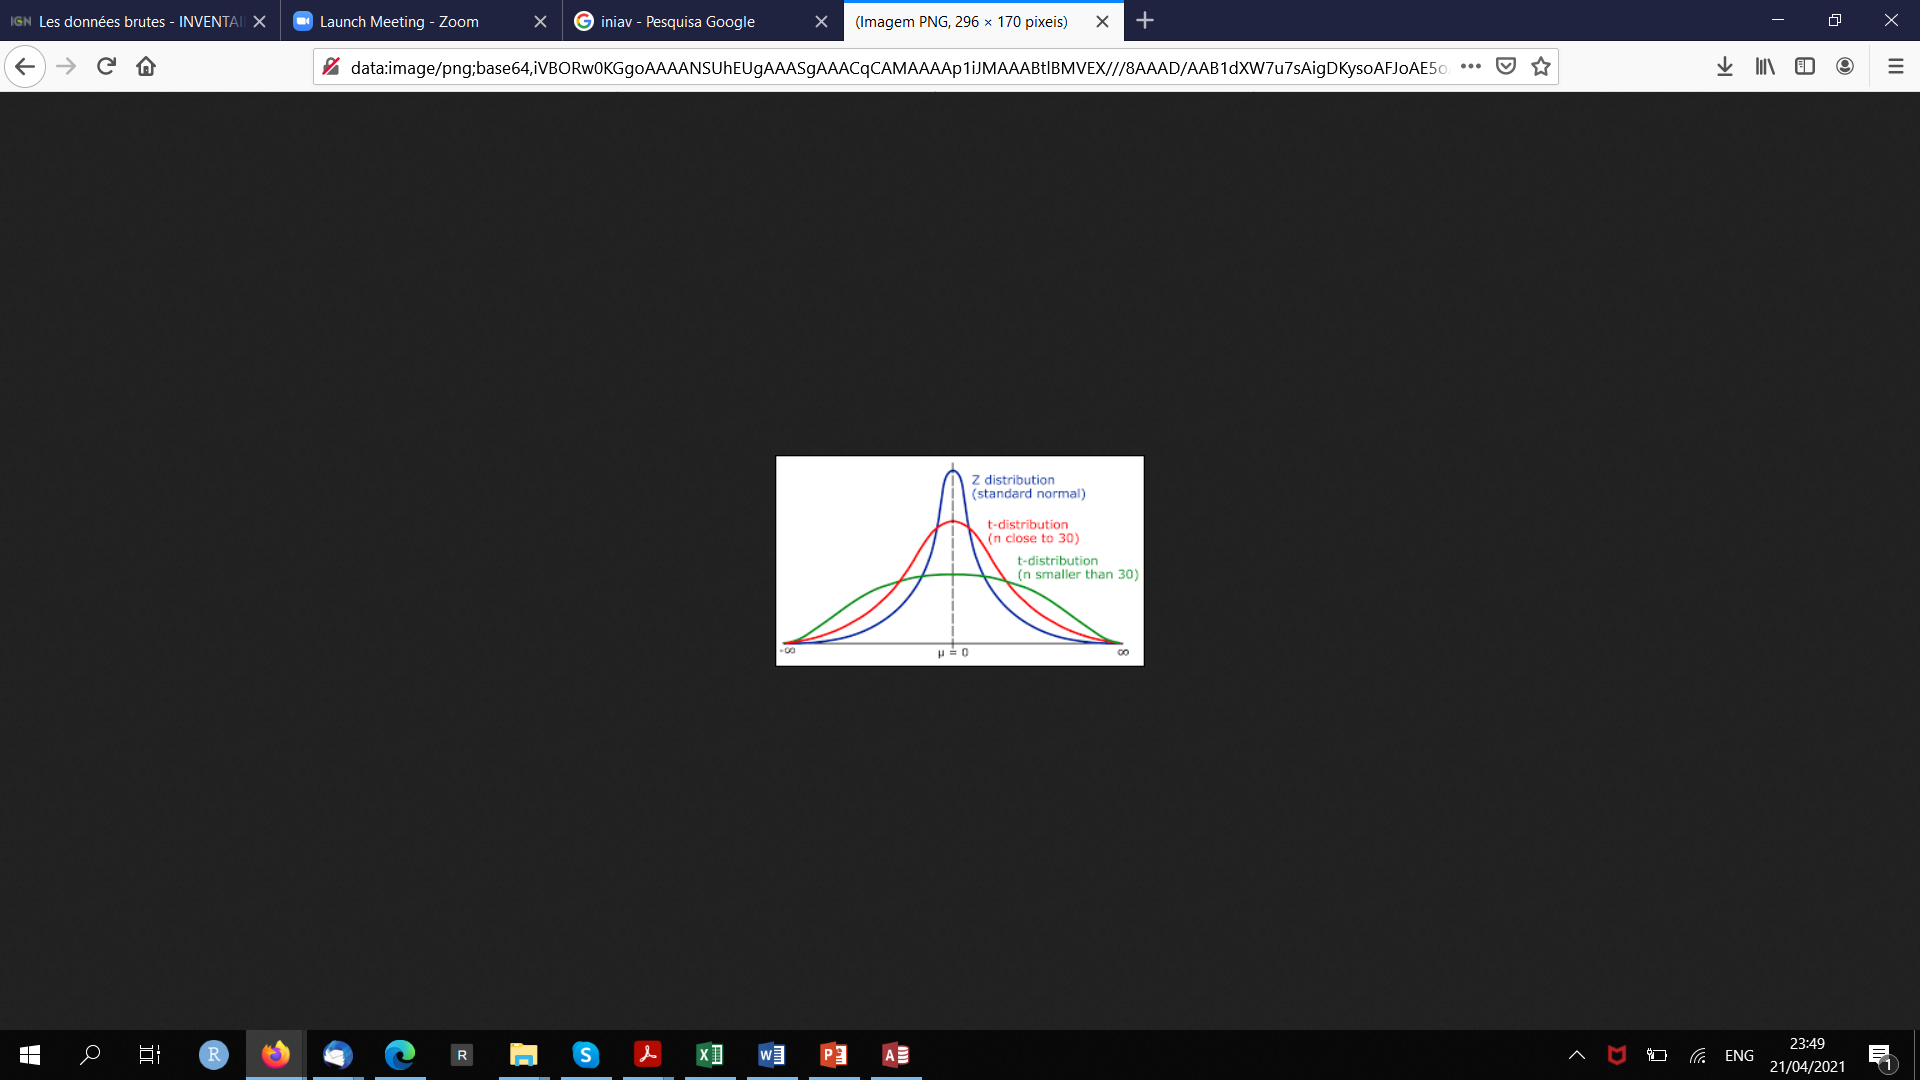 IGN Les données brutes - INVENTAI
Launch Meeting - Zoom
iniav - Pesquisa Google
(Imagem PNG, 296 × 170 pixeis)
data:image/png;base64,iVBORw0KGgoAAAANSUhEUgAAASgAAACqCAMAAAAp1iJMAAABtlBMVEX///8AAAD/AAB1dXW7u7sAigDKysoAFJoAE5o
Z distribution
(standard normal)
t-distribution
(n close to 30)
t-distribution
(n smaller than 30)
-∞
μ = 0
∞
R
R
S
X
W
P
A
ENG
23:49
21/04/2021
1